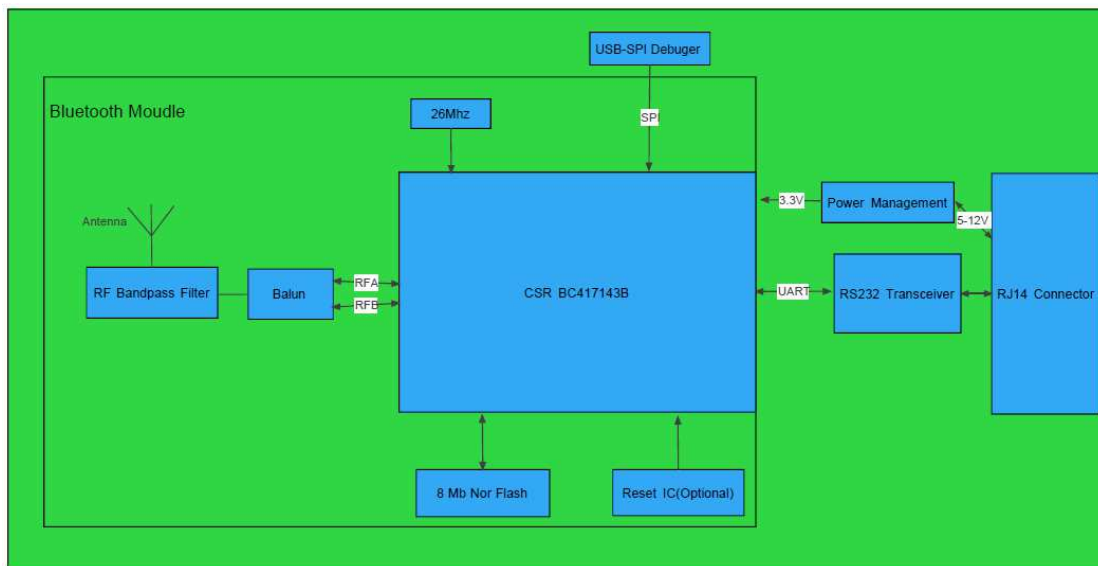 USB-SPI Debuger
Bluetooth Moudle
26Mhz
SPI
Antenna
3.3V
Power Management
5-12V
RF Bandpass Filter
Balun
RFA
RFB
CSR BC417143B
UART
RS232 Transceiver
RJ14 Connector
8 Mb Nor Flash
Reset IC(Optional)